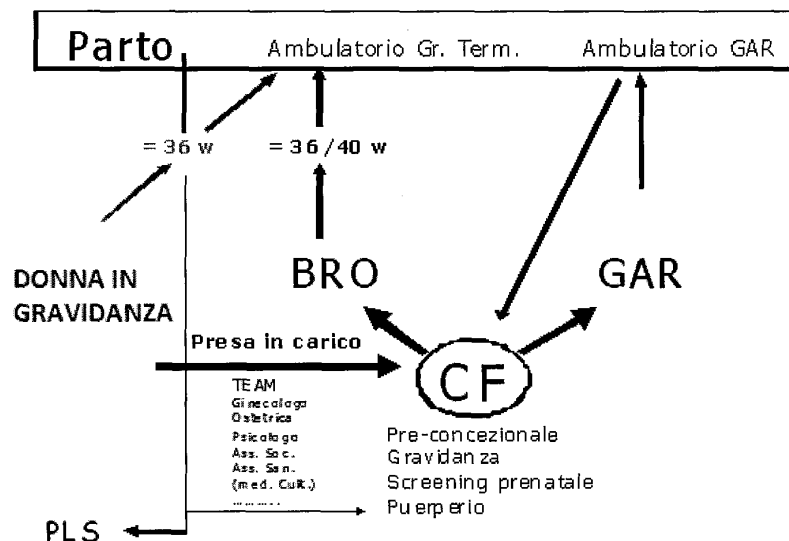 Parto
Ambulatorio Gr. Term.
Ambulatorio GAR
= 36 w
= 36/40 w
DONNA IN
GRAVIDANZA
BRO
GAR
Presa in carico
CF
TEAM
Ginecologo
Ostetrica
Psicologo
Ass. Soc.
Ass. San.
(med. Cult.)
..........
Pre-concezionale
Gravidanza
Screening prenatale
Puerperio
PLS